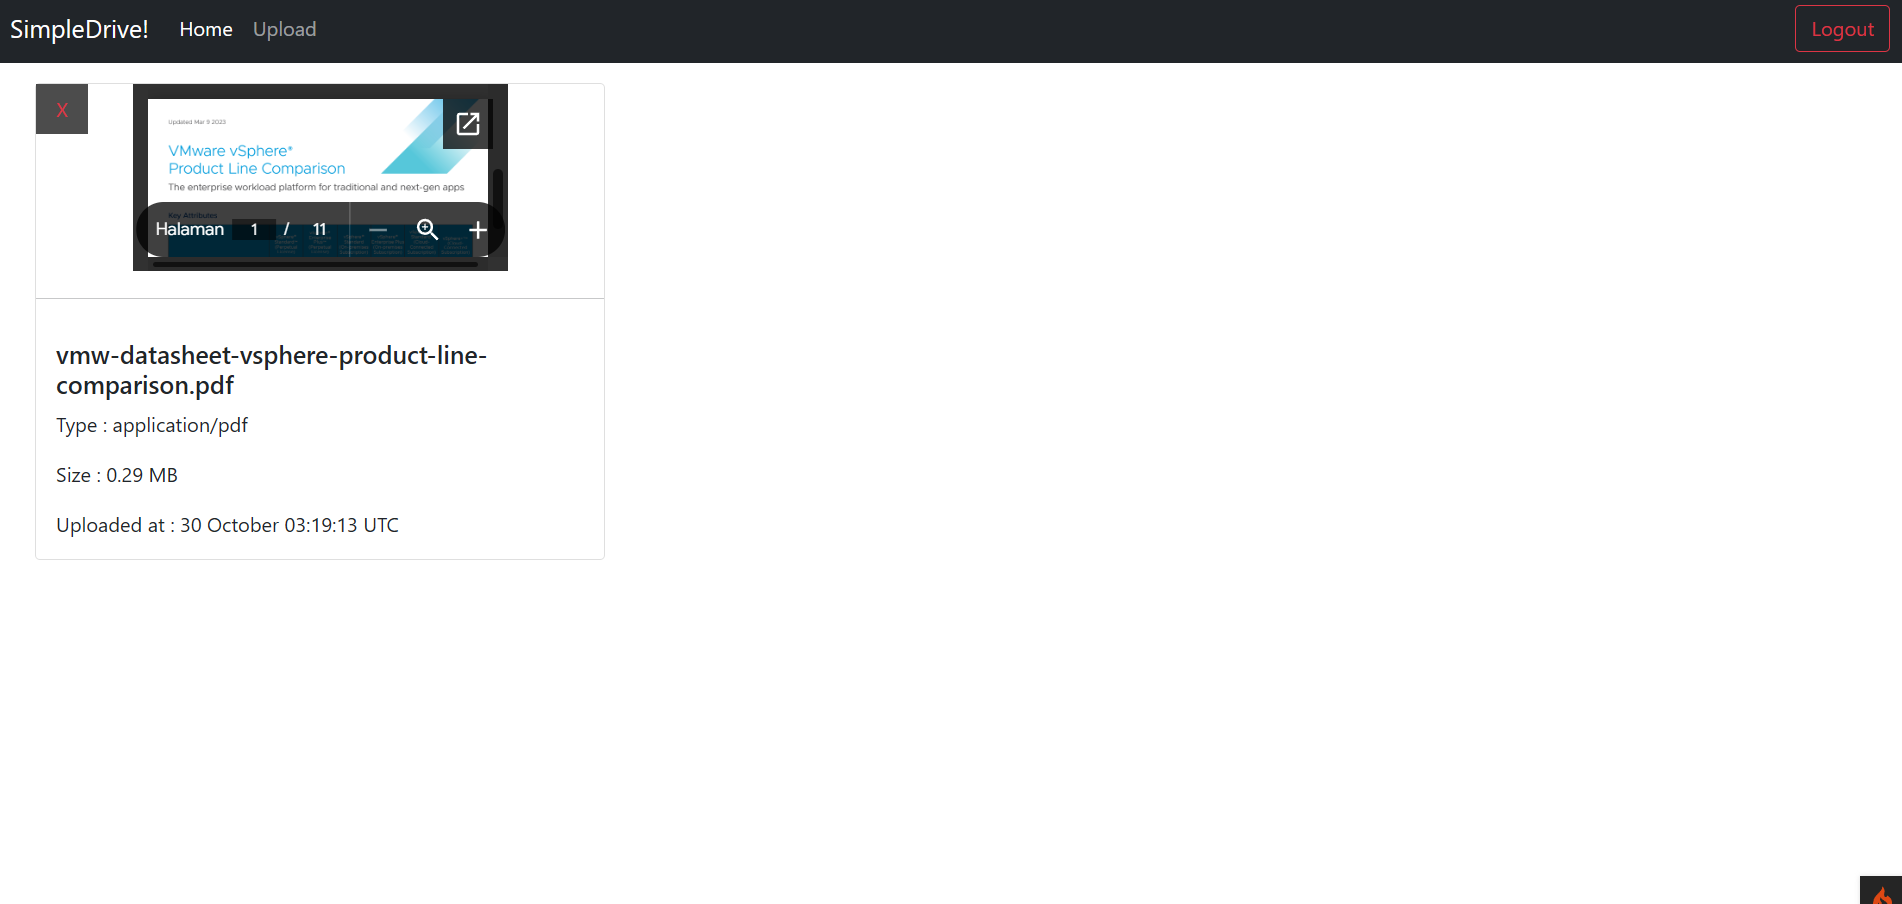 SimpleDrive! Home Upload Logout
X
Updated Mar 9 2023
VMware vSphere®
Product Line Comparison
The enterprise workload platform for traditional and next-gen apps
Key Attributes
Halaman 1 / 11
vmw-datasheet-vsphere-product-line-
comparison.pdf
Type : application/pdf
Size : 0.29 MB
Uploaded at : 30 October 03:19:13 UTC